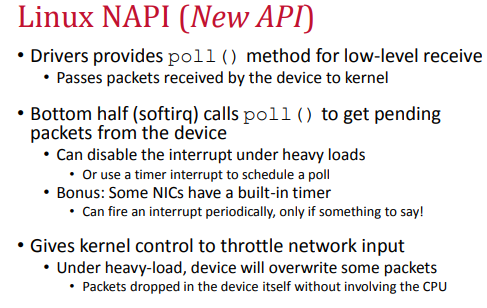 Linux NAPI (New API)
• Drivers provides poll() method for low-level receive
• Passes packets received by the device to kernel
• Bottom half (softirq) calls poll() to get pending
packets from the device
• Can disable the interrupt under heavy loads
• Or use a timer interrupt to schedule a poll
• Bonus: Some NICs have a built-in timer
• Can fire an interrupt periodically, only if something to say!
• Gives kernel control to throttle network input
• Under heavy-load, device will overwrite some packets
• Packets dropped in the device itself without involving the CPU